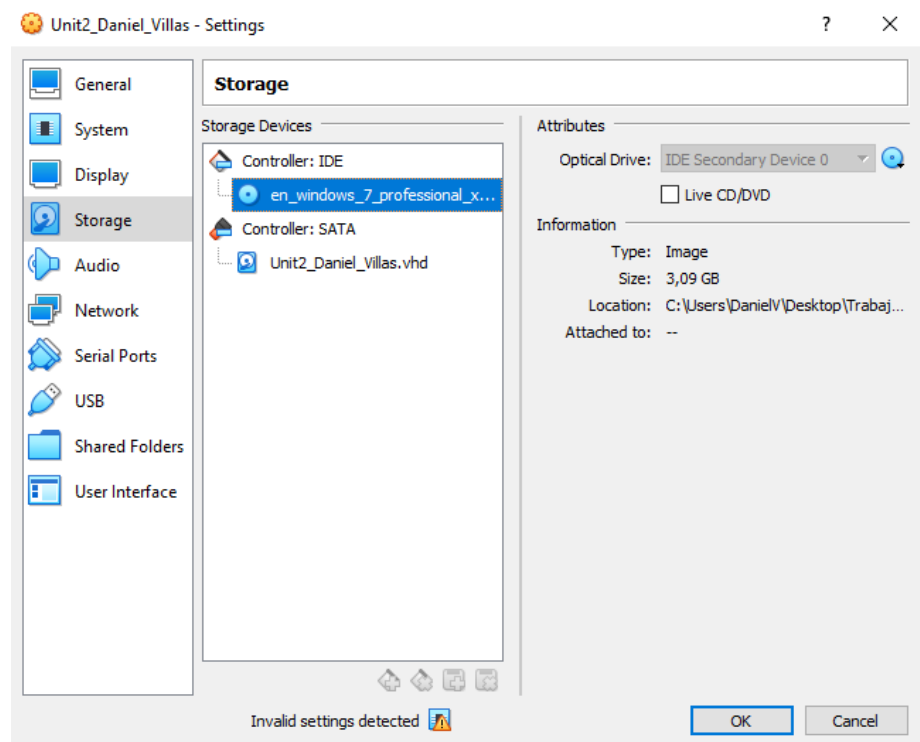 Unit2_Daniel_Villas - Settings
?
General
System
Display
Storage
Audio
Network
Serial Ports
USB
Shared Folders
User Interface
Storage
Storage Devices
Controller: IDE
en_windows_7_professional_x...
Controller: SATA
Unit2_Daniel_Villas.vhd
Attributes
Optical Drive: IDE Secondary Device 0
Live CD/DVD
Information
Type: Image
Size: 3,09 GB
Location: C:\Users\DanielV\Desktop\Trabaj...
Attached to: --
Invalid settings detected
OK
Cancel